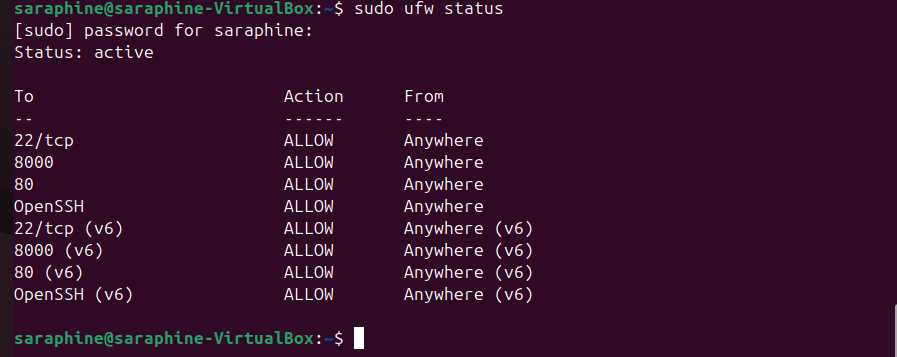 saraphine@saraphine-VirtualBox:~$ sudo ufw status
[sudo] password for saraphine:
Status: active
To Action From
-- ------ ----
22/tcp ALLOW Anywhere
8000 ALLOW Anywhere
80 ALLOW Anywhere
OpenSSH ALLOW Anywhere
22/tcp (v6) ALLOW Anywhere (v6)
8000 (v6) ALLOW Anywhere (v6)
80 (v6) ALLOW Anywhere (v6)
OpenSSH (v6) ALLOW Anywhere (v6)
saraphine@saraphine-VirtualBox:~$